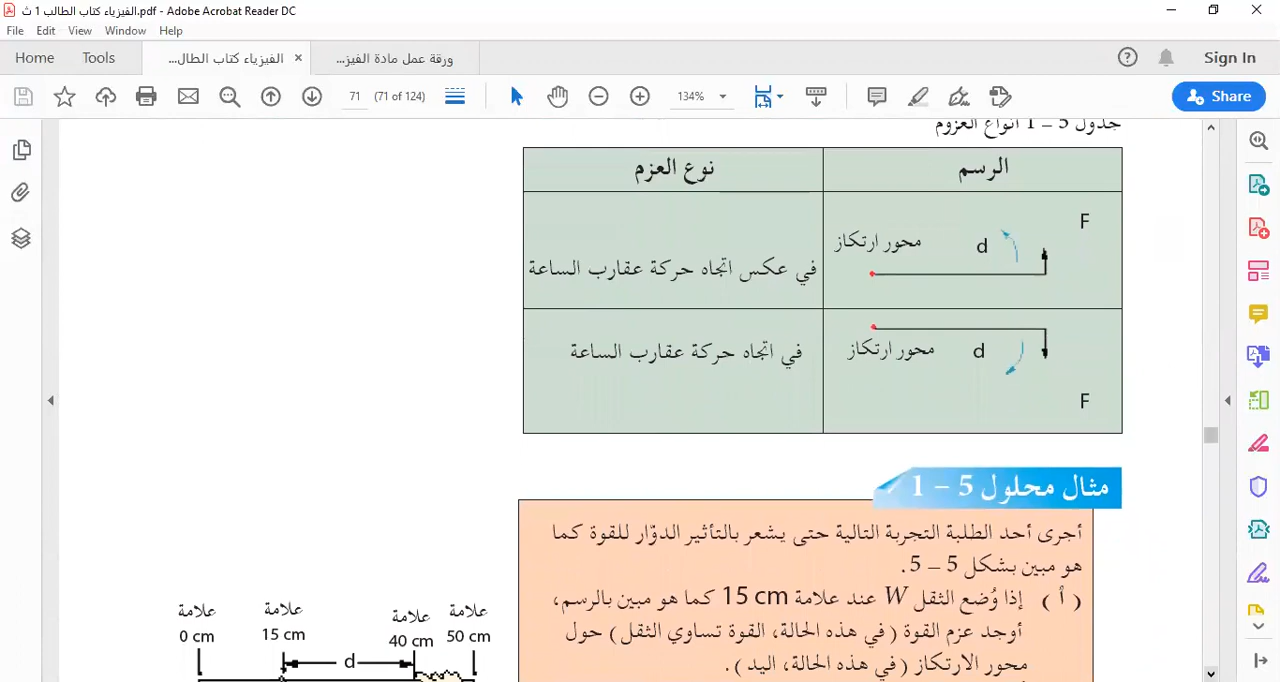 الفيزياء كتاب الطالب 1 ث.pdf - Adobe Acrobat Reader DC
File Edit View Window Help
Home Tools الفيزياء كتاب الطال... × ورقة عمل مادة الفيز... Sign In
71 (71 of 124) 134% Share
جدول 5 – 1 أنواع العزوم
الرسم نوع العزم
F
محور ارتكاز d
في عكس اتجاه حركة عقارب الساعة
محور ارتكاز d
في اتجاه حركة عقارب الساعة
F
مثال محلول 5 – 1
أجرى أحد الطلبة التجربة التالية حتى يشعر بالتأثير الدوّار للقوة كما
هو مبين بشكل 5 – 5.
( أ ) إذا وُضع الثقل W عند علامة 15 cm كما هو مبين بالرسم،
أوجد عزم القوة ( في هذه الحالة، القوة تساوي الثقل ) حول
محور الارتكاز ( في هذه الحالة، اليد ).
علامة علامة علامة علامة
0 cm 15 cm 40 cm 50 cm
d